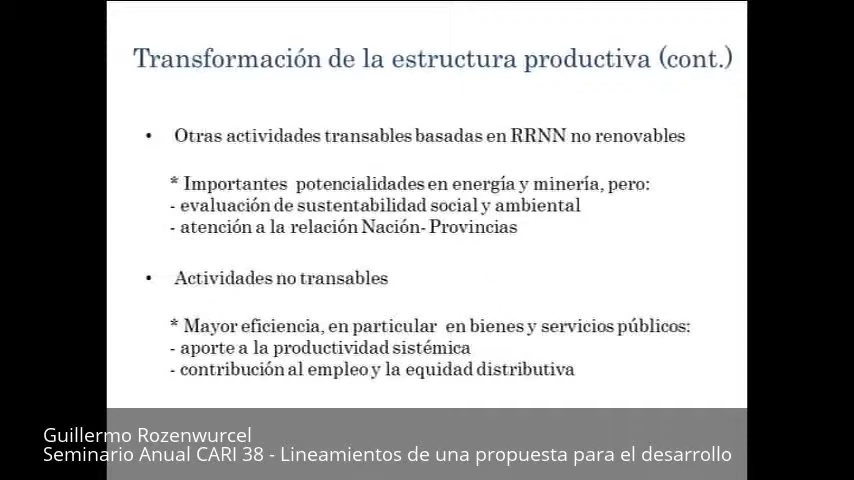 Transformación de la estructura productiva (cont.)
• Otras actividades transables basadas en RRNN no renovables
* Importantes potencialidades en energía y minería, pero:
- evaluación de sustentabilidad social y ambiental
- atención a la relación Nación- Provincias
• Actividades no transables
* Mayor eficiencia, en particular en bienes y servicios públicos:
- aporte a la productividad sistémica
- contribución al empleo y la equidad distributiva
Guillermo Rozenwurcel
Seminario Anual CARI 38 - Lineamientos de una propuesta para el desarrollo